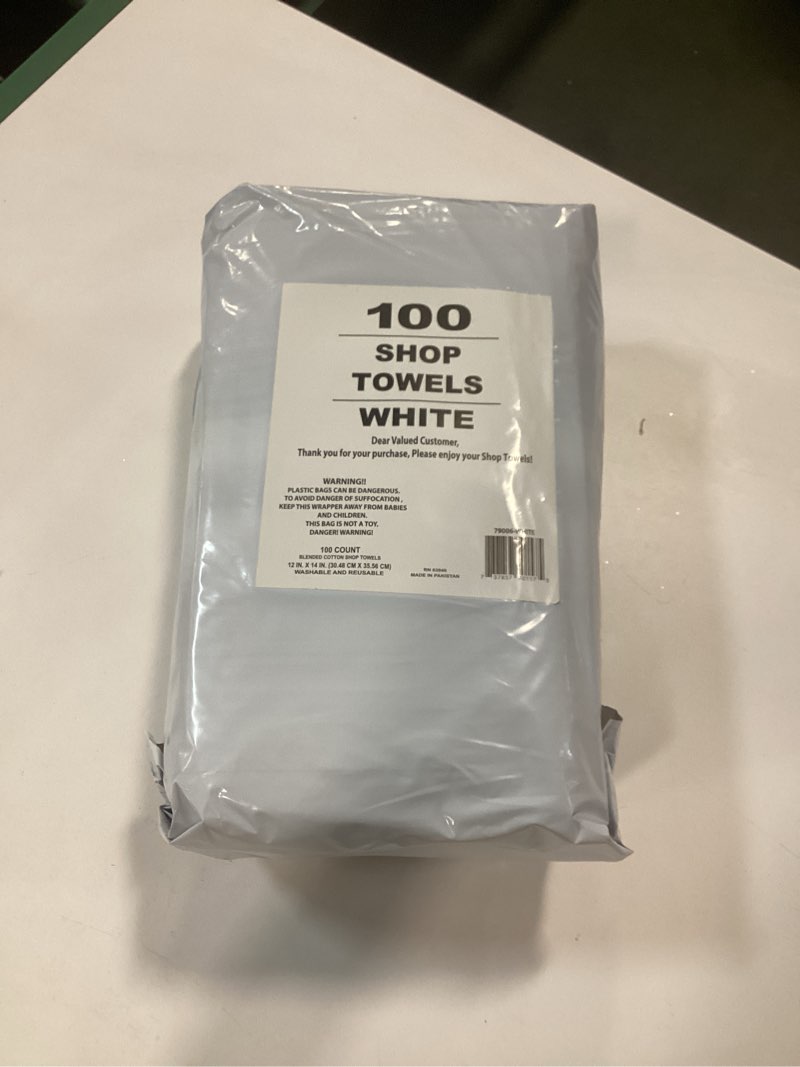 100
SHOP
TOWELS
WHITE
Dear Valued Customer,
Thank you for your purchase, Please enjoy your Shop Towels!
WARNING!!
PLASTIC BAGS CAN BE DANGEROUS.
TO AVOID DANGER OF SUFFOCATION ,
KEEP THIS WRAPPER AWAY FROM BABIES
AND CHILDREN.
THIS BAG IS NOT A TOY.
DANGER! WARNING!
100 COUNT
BLENDED COTTON SHOP TOWELS
12 IN. X 14 IN. (30.48 CM X 35.56 CM)
WASHABLE AND REUSABLE
MADE IN PAKISTAN